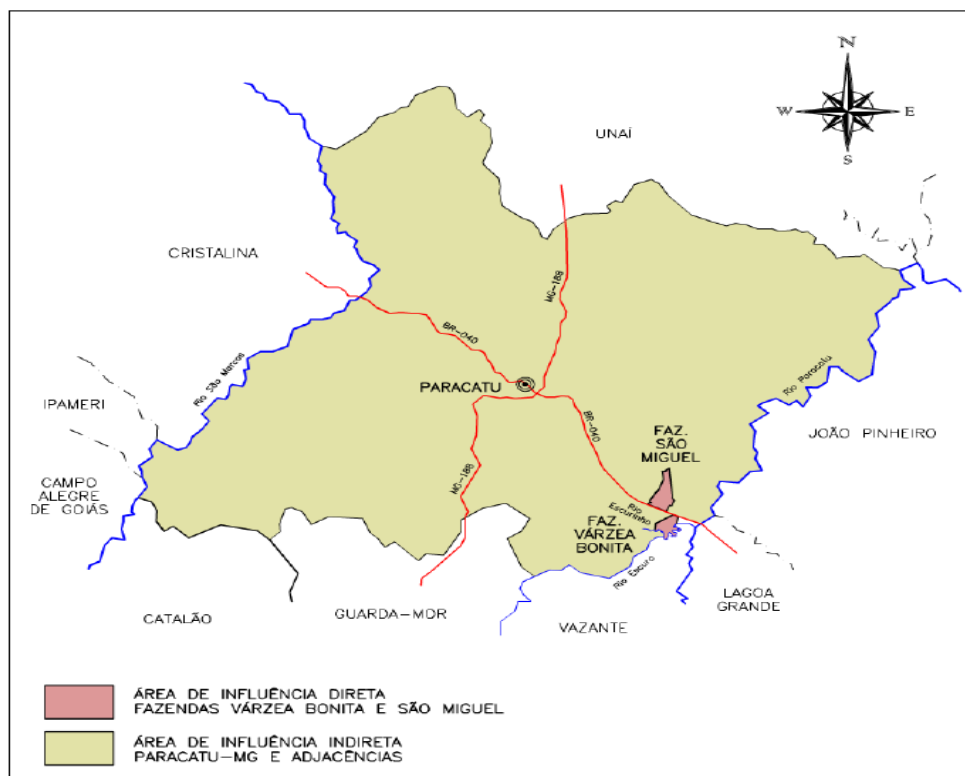 N
W
E
S
UNAÍ
CRISTALINA
MG-188
BR-040
Rio São Marcos
PARACATU
Rio Paracatu
IPAMERI
JOÃO PINHEIRO
BR-040
FAZ.
SÃO
MIGUEL
CAMPO
ALEGRE
DE GOIÁS
MG-188
Rio
Escurinho
FAZ.
VÁRZEA
BONITA
Rio Escuro
LAGOA
GRANDE
CATALÃO
GUARDA-MOR
VAZANTE
ÁREA DE INFLUÊNCIA DIRETA
FAZENDAS VÁRZEA BONITA E SÃO MIGUEL
ÁREA DE INFLUÊNCIA INDIRETA
PARACATU-MG E ADJACÊNCIAS